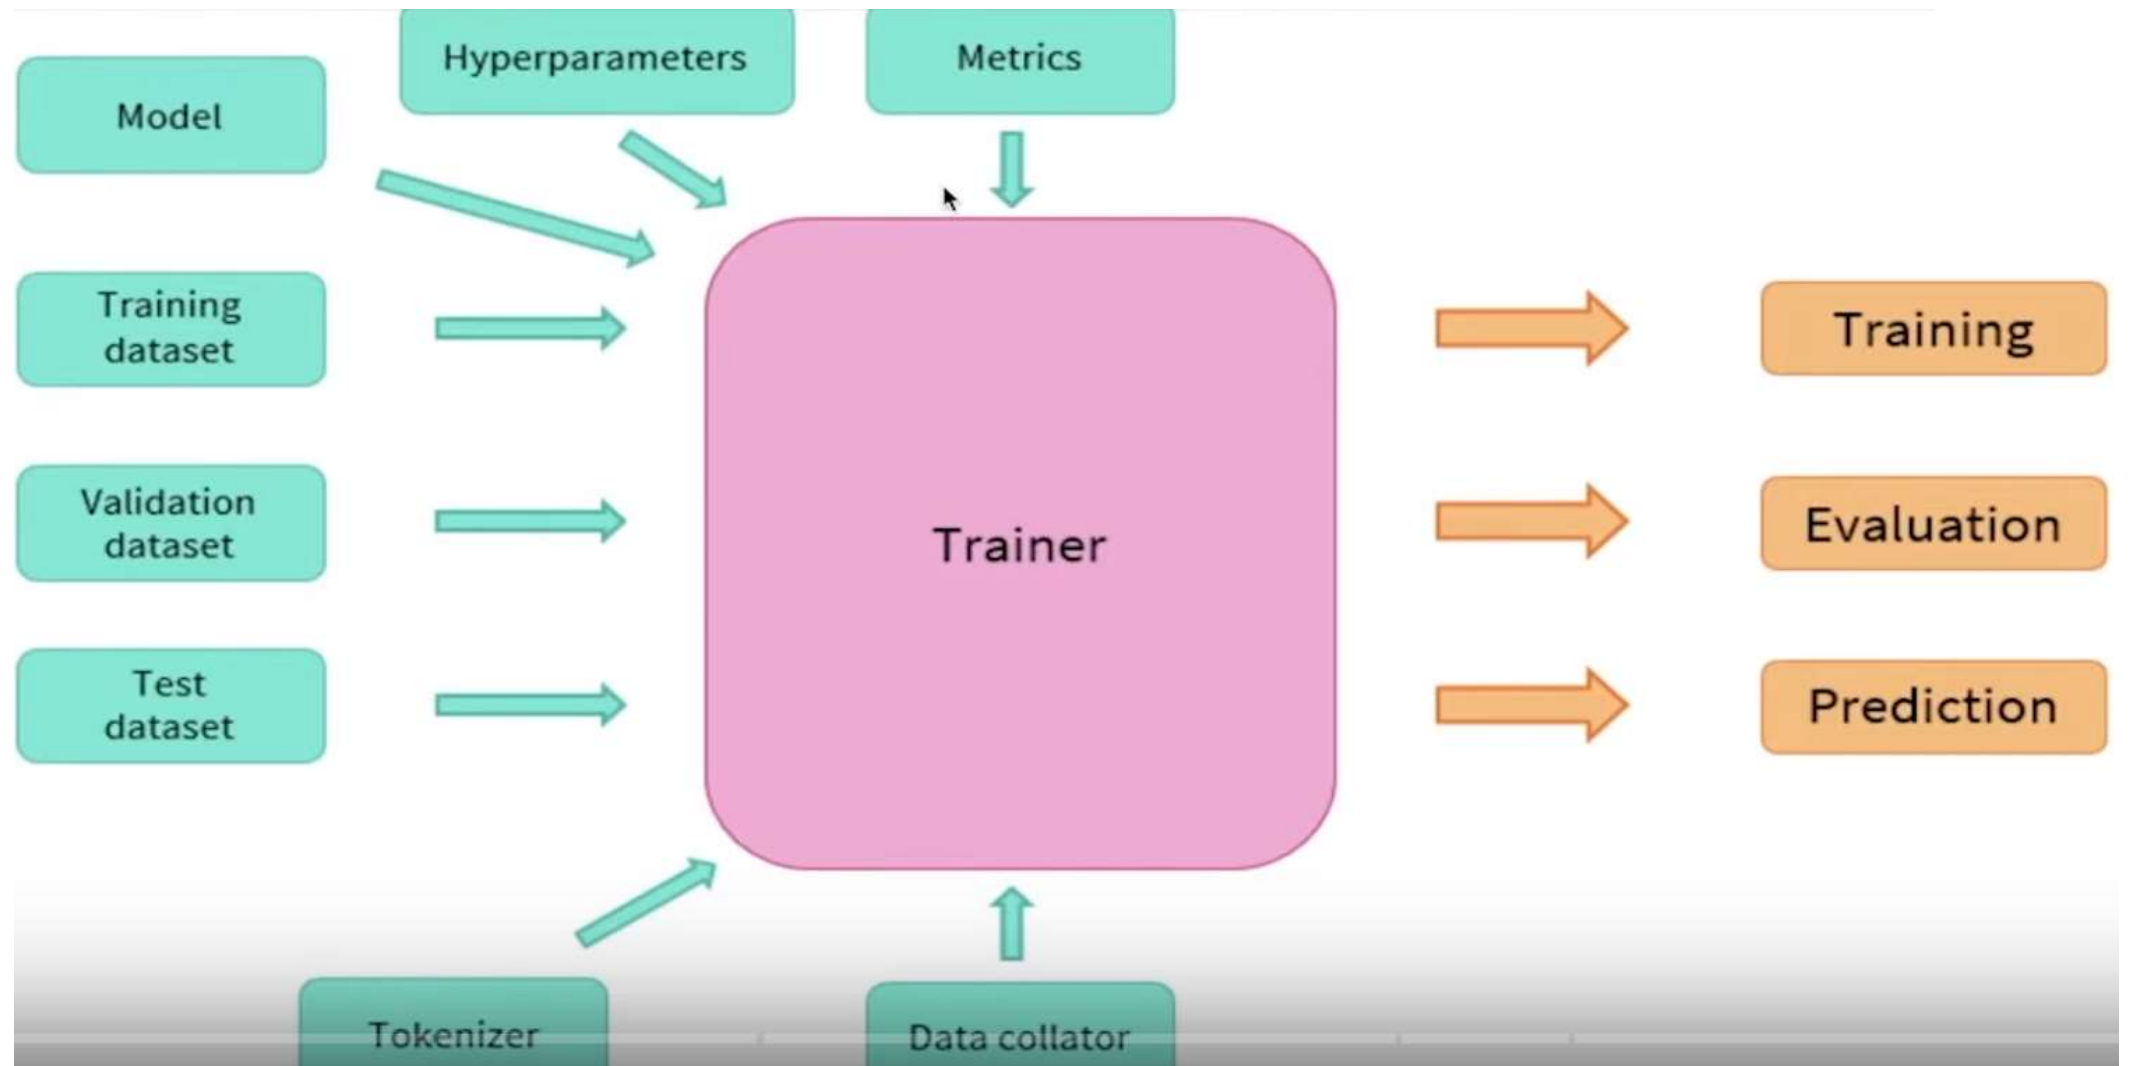 Hyperparameters
Metrics
Model
Training
dataset
Training
Validation
dataset
Evaluation
Trainer
Test
dataset
Prediction
Tokenizer
Data collator